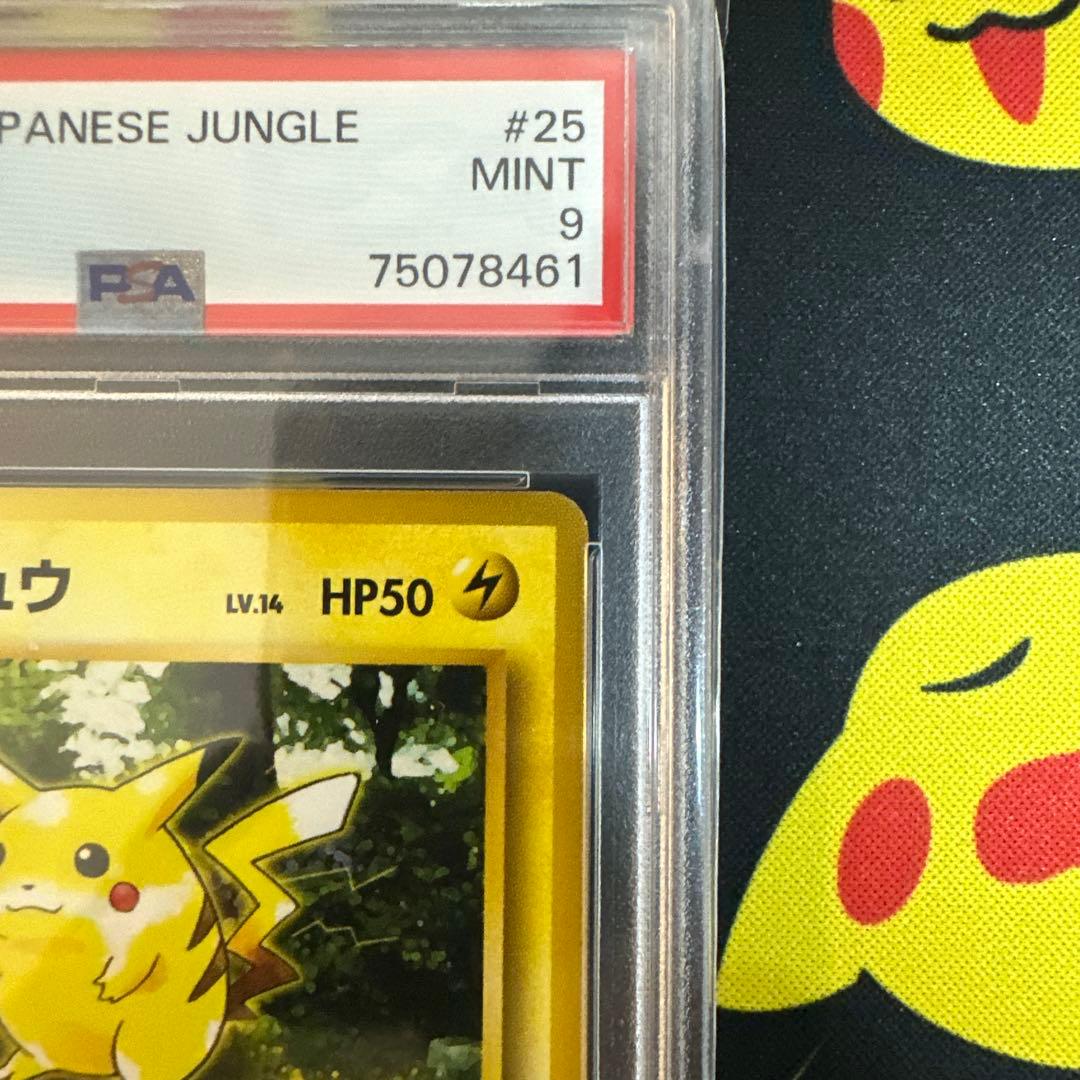 PANESE JUNGLE #25
MINT
9
PSA 75078461
ュウ LV.14 HP50